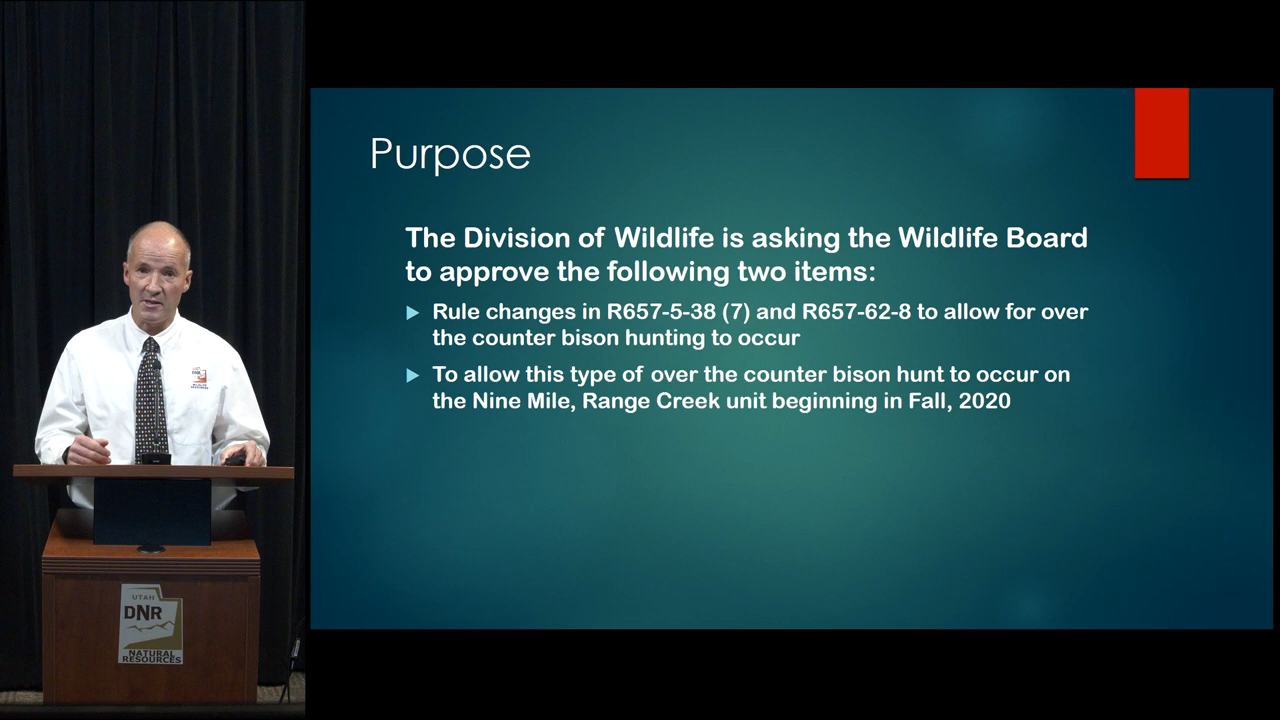 Purpose
The Division of Wildlife is asking the Wildlife Board
to approve the following two items:
Rule changes in R657-5-38 (7) and R657-62-8 to allow for over
the counter bison hunting to occur
To allow this type of over the counter bison hunt to occur on
the Nine Mile, Range Creek unit beginning in Fall, 2020
DNR
UTAH
DNR
NATURAL
RESOURCES